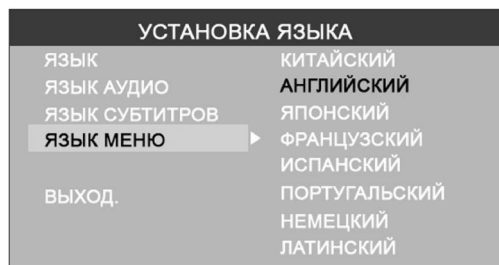 УСТАНОВКА ЯЗЫКА
ЯЗЫК
ЯЗЫК АУДИО
ЯЗЫК СУБТИТРОВ
ЯЗЫК МЕНЮ
ВЫХОД.
КИТАЙСКИЙ
АНГЛИЙСКИЙ
ЯПОНСКИЙ
ФРАНЦУЗСКИЙ
ИСПАНСКИЙ
ПОРТУГАЛЬСКИЙ
НЕМЕЦКИЙ
ЛАТИНСКИЙ